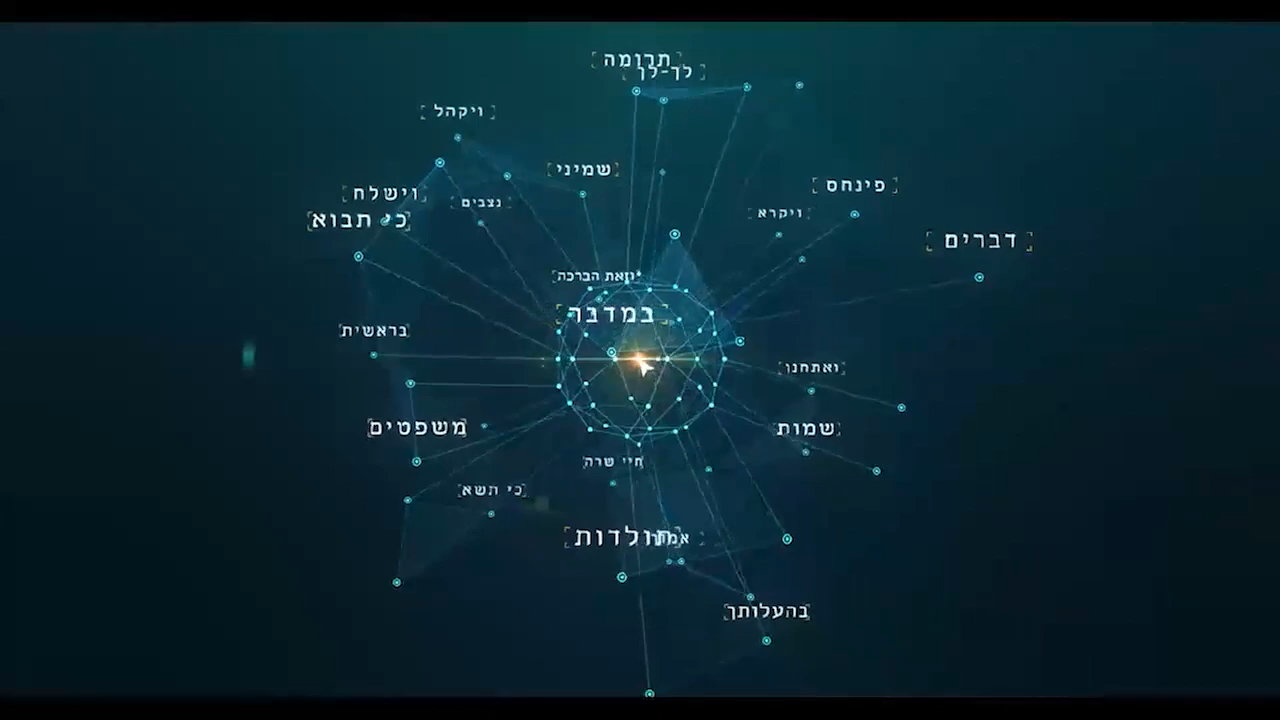 תרומה
לך-לך
ויקהל
שמיני
וישלח
פינחס
נצבים
ויקרא
כי תבוא
דברים
וזאת הברכה
במדבר
בראשית
ואתחנן
משפטים
שמות
חיי שרה
כי תשא
תולדות
אמור
בהעלותך